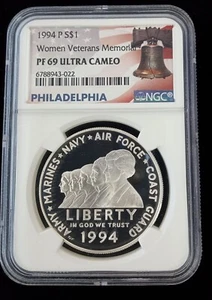 1994 P S$1
Women Veterans Memorial
PF 69 ULTRA CAMEO
6788943-022
PHILADELPHIA
NGC
ARMY • MARINES • NAVY • AIR FORCE • COAST GUARD
LIBERTY
IN GOD WE TRUST
1994